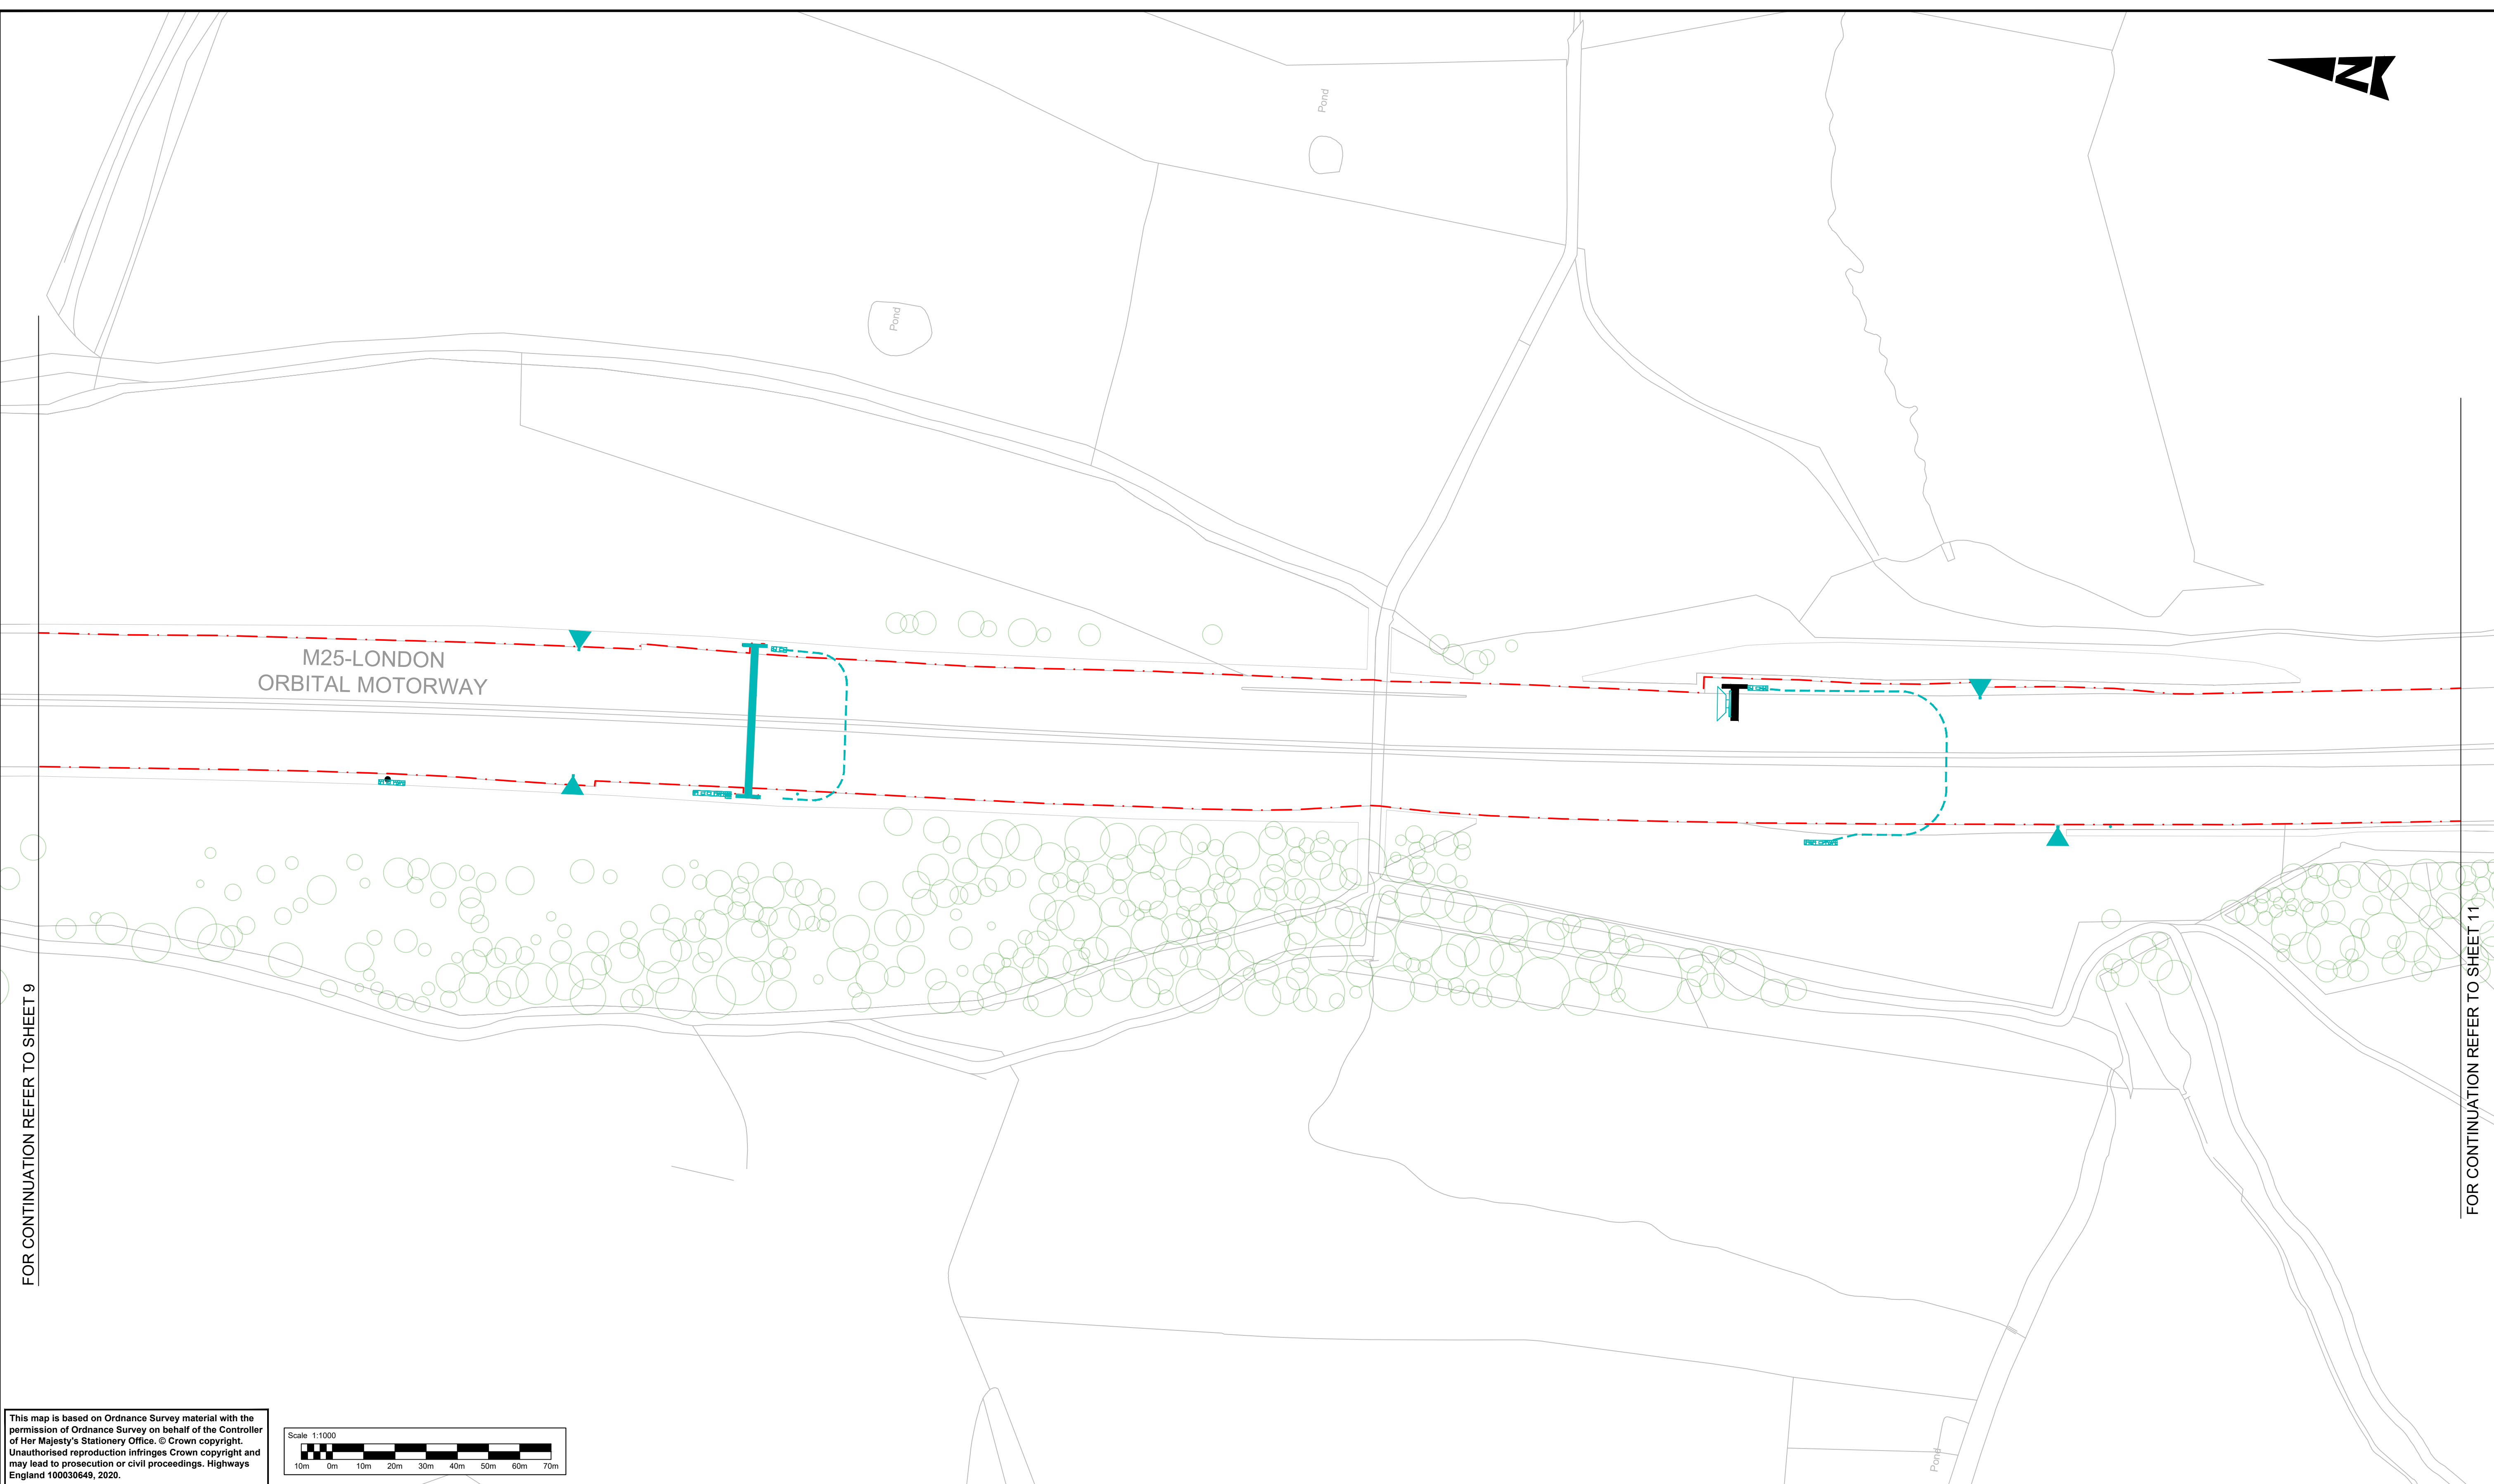 N
Pond
Pond
M25-LONDON
ORBITAL MOTORWAY
FOR CONTINUATION REFER TO SHEET 9
FOR CONTINUATION REFER TO SHEET 11
Pond
This map is based on Ordnance Survey material with the
permission of Ordnance Survey on behalf of the Controller
of Her Majesty's Stationery Office. © Crown copyright.
Unauthorised reproduction infringes Crown copyright and
may lead to prosecution or civil proceedings. Highways
England 100030649, 2020.
Scale 1:1000
10m 0m 10m 20m 30m 40m 50m 60m 70m